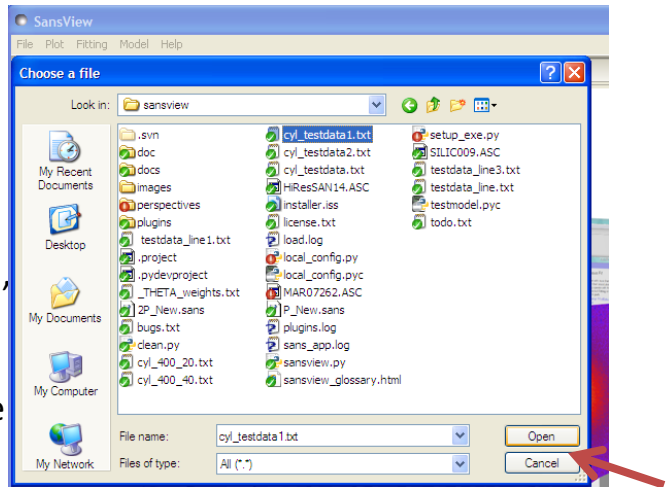 SansView
File Plot Fitting Model Help
Choose a file
Look in: sansview
My Recent Documents
Desktop
My Documents
My Computer
My Network
.svn
doc
docs
images
perspectives
plugins
testdata_line1.txt
.project
.pydevproject
_THETA_weights.txt
2P_New.sans
bugs.txt
clean.py
cyl_400_20.txt
cyl_400_40.txt
cyl_testdata1.txt
cyl_testdata2.txt
cyl_testdata.txt
HiResSAN14.ASC
installer.iss
license.txt
load.log
local_config.py
local_config.pyc
MAR07262.ASC
P_New.sans
plugins.log
sans_app.log
sansview.py
sansview_glossary.html
setup_exe.py
SILIC009.ASC
testdata_line3.txt
testdata_line.txt
testmodel.pyc
todo.txt
File name: cyl_testdata1.txt Open
Files of type: All (*.*) Cancel